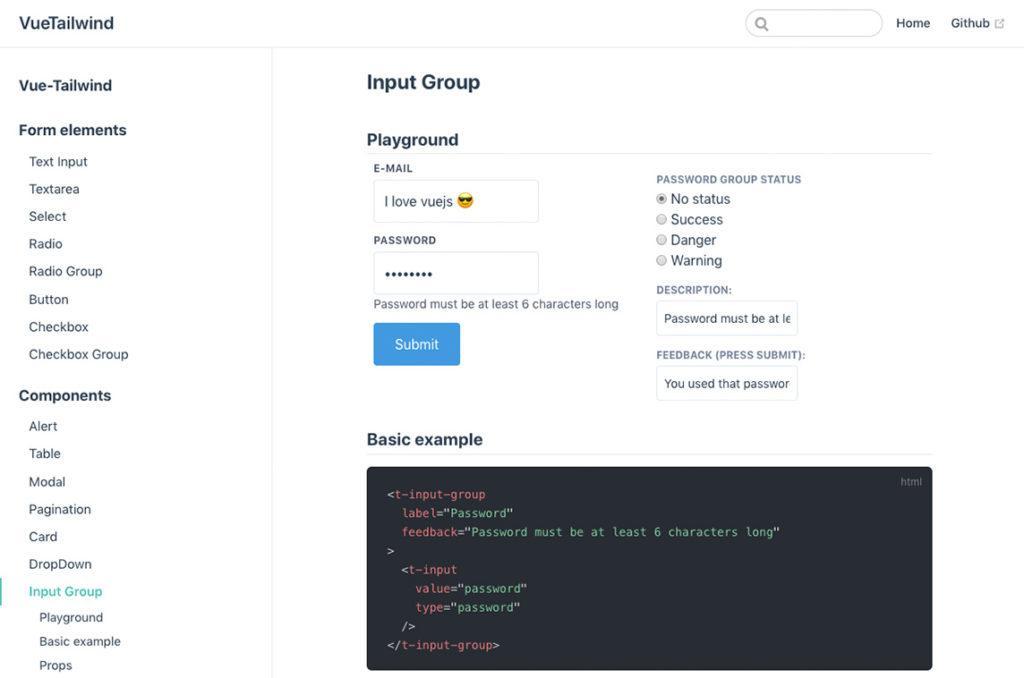 VueTailwind
Home
Github
Vue-Tailwind
Form elements
Text Input
Textarea
Select
Radio
Radio Group
Button
Checkbox
Checkbox Group
Components
Alert
Table
Modal
Pagination
Card
DropDown
Input Group
Playground
Basic example
Props
Input Group
Playground
E-MAIL
I love vuejs 😎
PASSWORD
••••••••
Password must be at least 6 characters long
Submit
PASSWORD GROUP STATUS
No status
Success
Danger
Warning
DESCRIPTION:
Password must be at le
FEEDBACK (PRESS SUBMIT):
You used that passwor
Basic example
html
<t-input-group
label="Password"
feedback="Password must be at least 6 characters long"
>
<t-input
value="password"
type="password"
/>
</t-input-group>